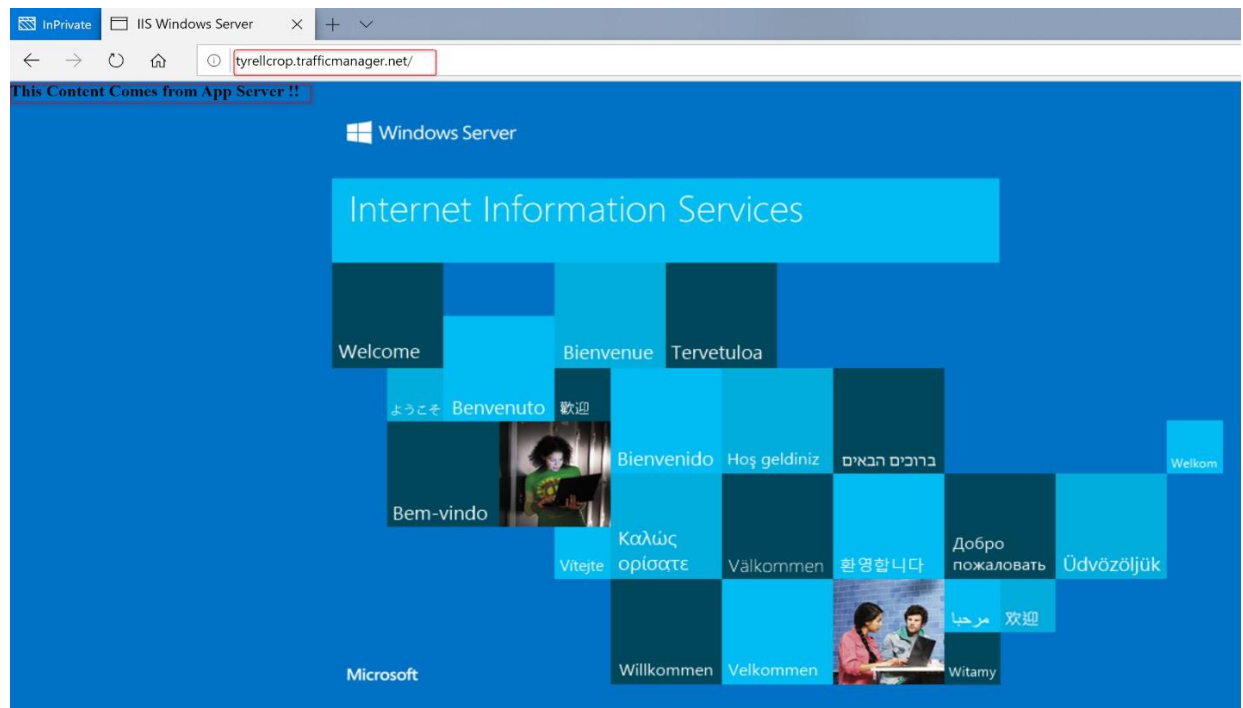 InPrivate IIS Windows Server
tyrellcrop.trafficmanager.net/
This Content Comes from App Server !!
Windows Server
Internet Information Services
Welcome
Bienvenue
Tervetuloa
ようこそ
Benvenuto
歡迎
Bienvenido
Hoş geldiniz
ברוכים הבאים
Welkom
Bem-vindo
Vítejte
Καλώς
ορίσατε
Välkommen
환영합니다
Добро
пожаловать
Üdvözöljük
مرحبا
欢迎
Microsoft
Willkommen
Velkommen
Witamy